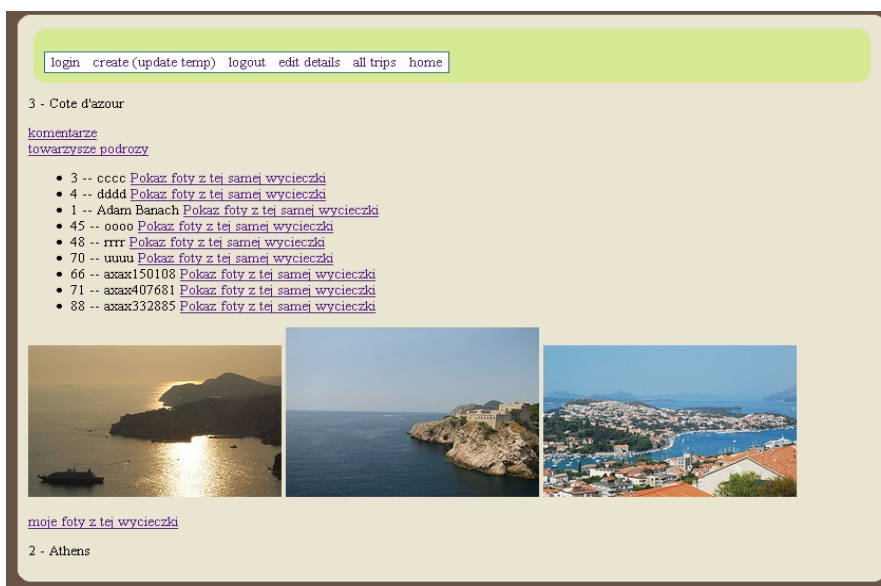 login create (update temp) logout edit details all trips home
3 - Cote d'azour
komentarze
towarzysze podrozy
3 -- cccc Pokaz foty z tej samej wycieczki
4 -- dddd Pokaz foty z tej samej wycieczki
1 -- Adam Banach Pokaz foty z tej samej wycieczki
45 -- oooo Pokaz foty z tej samej wycieczki
48 -- rrrr Pokaz foty z tej samej wycieczki
70 -- uuuu Pokaz foty z tej samej wycieczki
66 -- axax150108 Pokaz foty z tej samej wycieczki
71 -- axax407681 Pokaz foty z tej samej wycieczki
88 -- axax332885 Pokaz foty z tej samej wycieczki
moje foty z tej wycieczki
2 - Athens